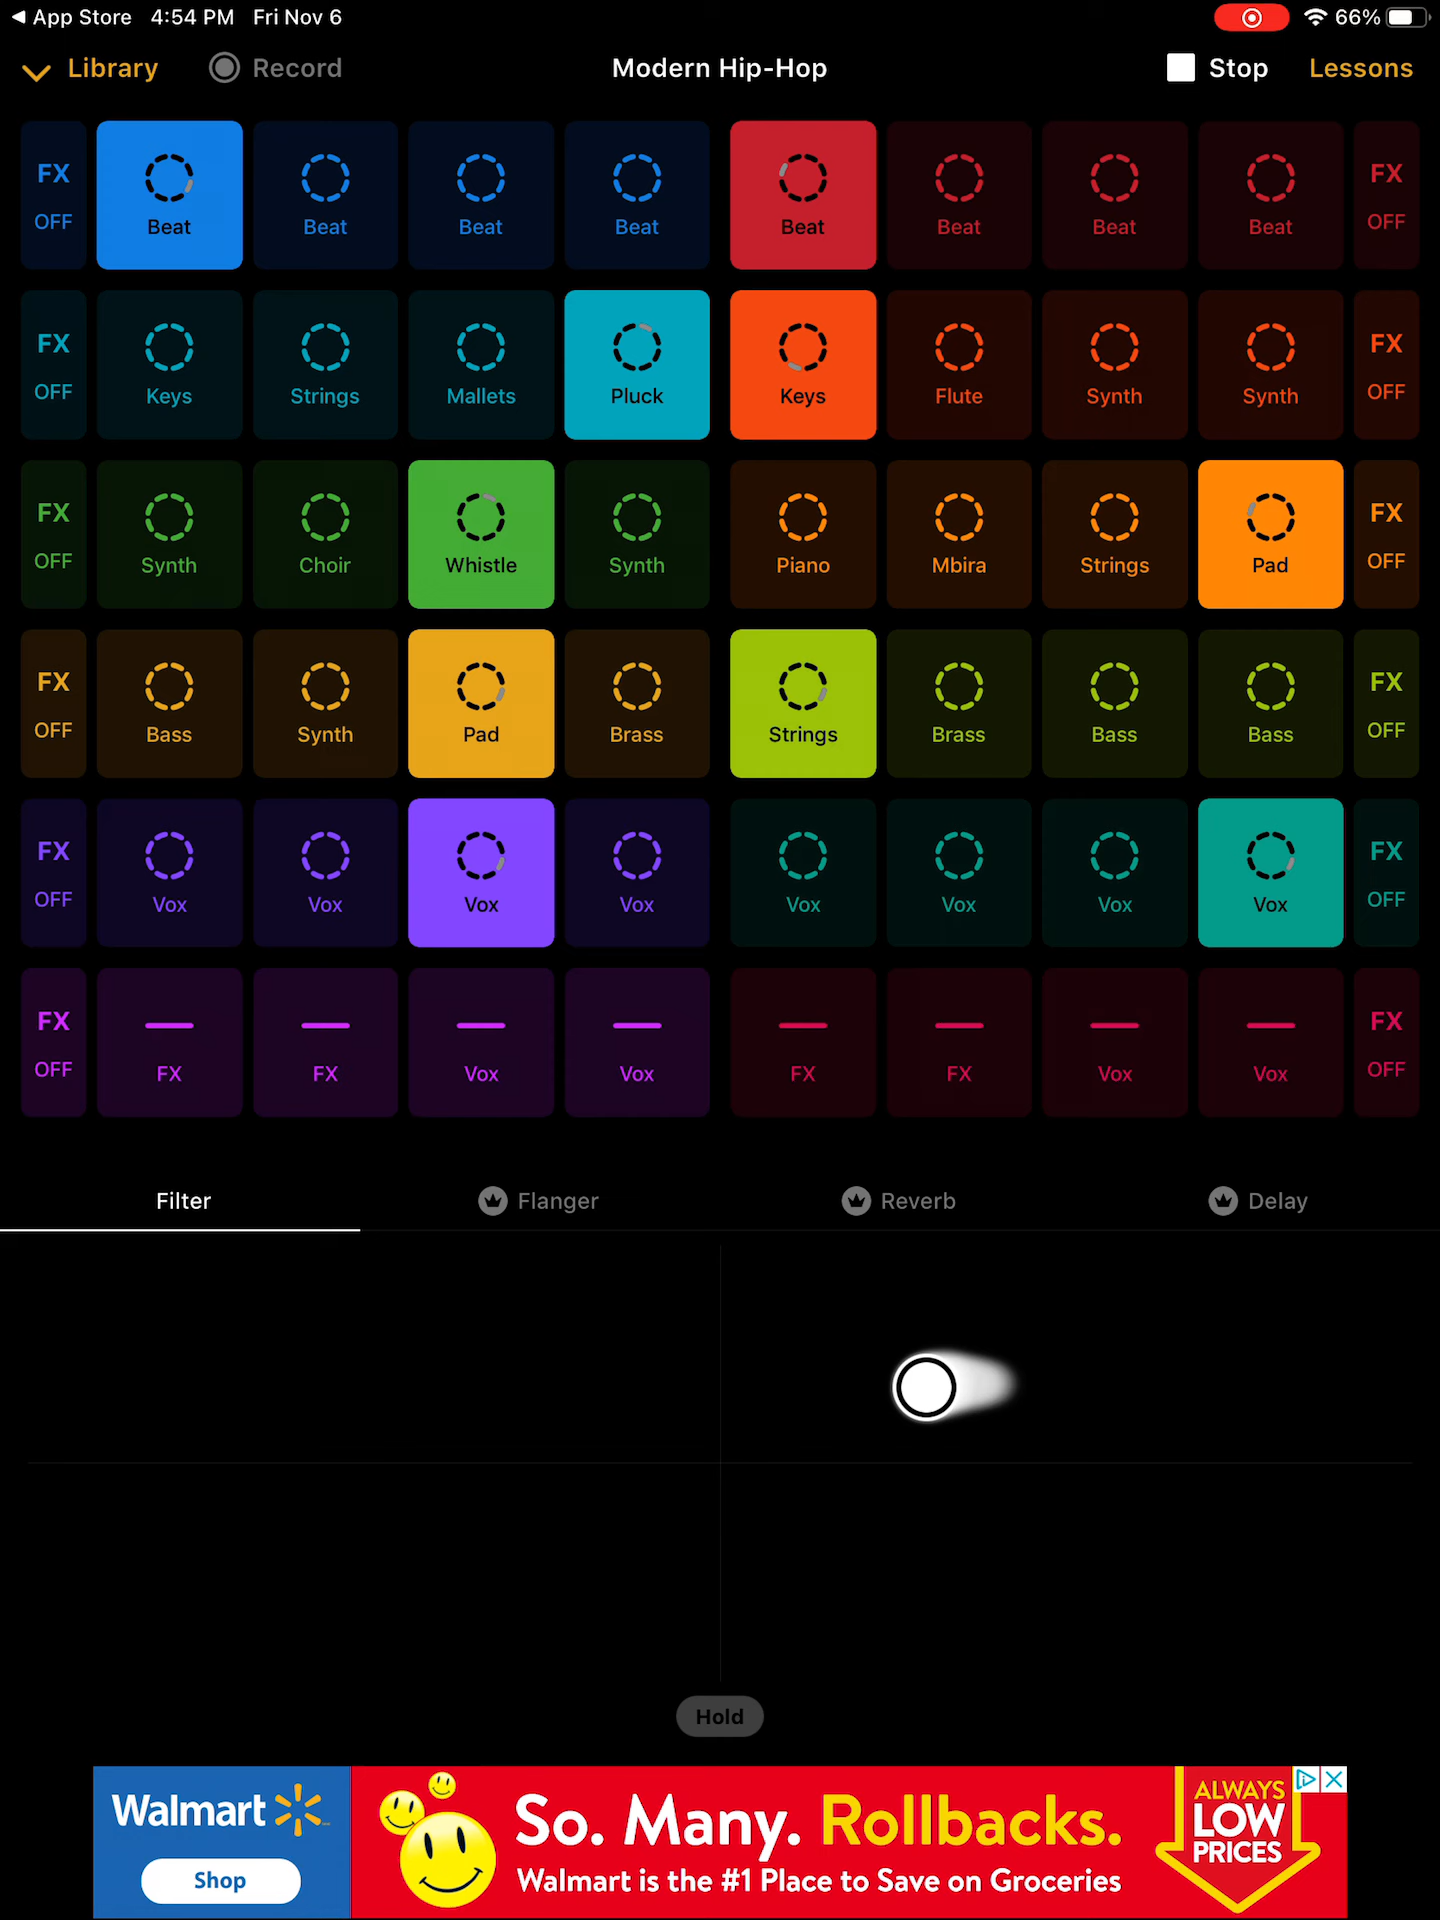 App Store 4:54 PM Fri Nov 6 66%
Library Record Modern Hip-Hop Stop Lessons
FX Beat Beat Beat Beat Beat Beat Beat Beat FX
OFF OFF
FX Keys Strings Mallets Pluck Keys Flute Synth Synth FX
OFF OFF
FX Synth Choir Whistle Synth Piano Mbira Strings Pad FX
OFF OFF
FX Bass Synth Pad Brass Strings Brass Bass Bass FX
OFF OFF
FX Vox Vox Vox Vox Vox Vox Vox Vox FX
OFF OFF
FX FX FX Vox Vox FX FX Vox Vox FX
OFF OFF
Filter Flanger Reverb Delay
Hold
Walmart
Shop
So. Many. Rollbacks.
Walmart is the #1 Place to Save on Groceries
ALWAYS
LOW
PRICES